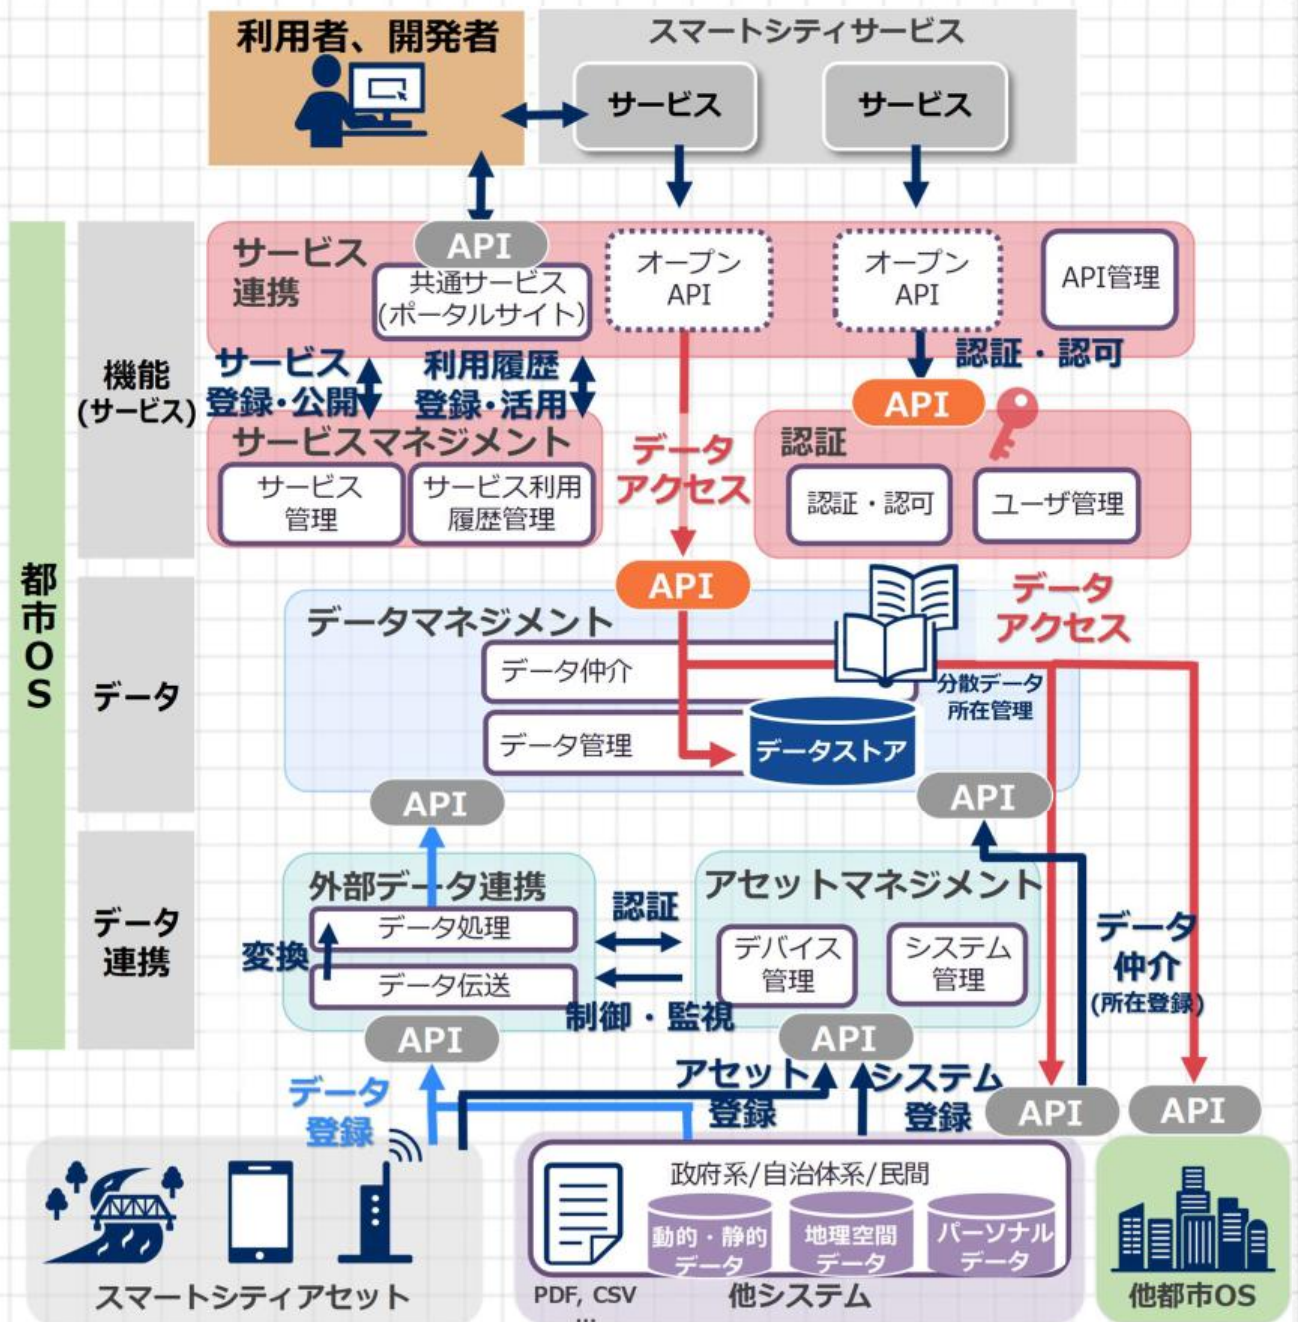 利用者、開発者
スマートシティサービス
サービス
サービス
都市OS
機能
(サービス)
サービス
連携
API
共通サービス
(ポータルサイト)
オープン
API
オープン
API
API管理
サービス
登録・公開
利用履歴
登録・活用
認証・認可
API
サービスマネジメント
サービス
管理
サービス利用
履歴管理
データ
アクセス
認証
認証・認可
ユーザ管理
データ
API
データマネジメント
データ仲介
データ管理
データストア
分散データ
所在管理
データ
アクセス
API
API
データ
連携
外部データ連携
データ処理
変換
データ伝送
認証
制御・監視
アセットマネジメント
デバイス
管理
システム
管理
データ
仲介
(所在登録)
API
API
データ
登録
アセット
登録
システム
登録
API
API
スマートシティアセット
政府系/自治体系/民間
動的・静的
データ
地理空間
データ
パーソナル
データ
PDF, CSV
...
他システム
他都市OS